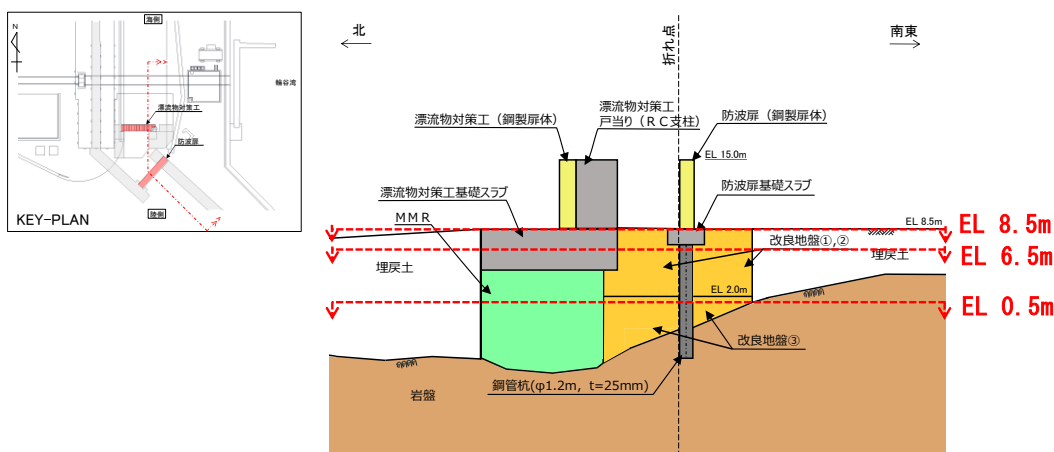 N
海側
輪谷湾
漂流物対策工
防波扉
陸側
KEY-PLAN
北
折れ点
南東
漂流物対策工（鋼製扉体）
漂流物対策工
戸当り（ＲＣ支柱）
防波扉（鋼製扉体）
EL 15.0m
漂流物対策工基礎スラブ
防波扉基礎スラブ
ＭＭＲ
EL 8.5m
EL 8.5m
改良地盤①,②
EL 6.5m
埋戻土
埋戻土
EL 2.0m
EL 0.5m
改良地盤③
鋼管杭(φ1.2m, t=25mm)
岩盤